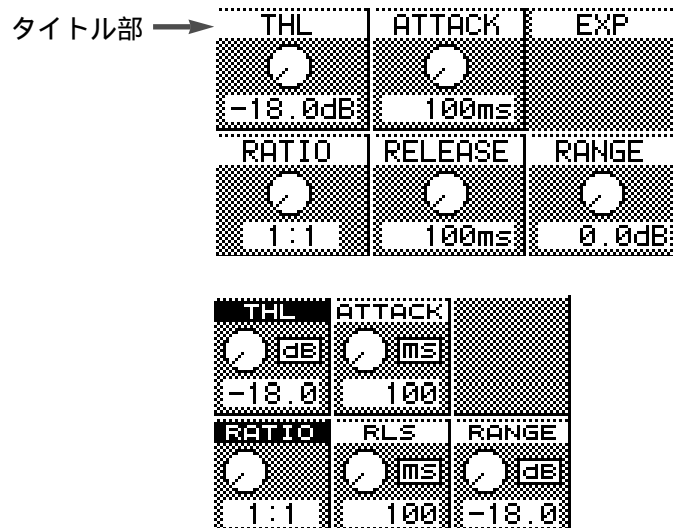 タイトル部
THL ATTACK EXP
-18.0dB 100ms
RATIO RELEASE RANGE
1:1 100ms 0.0dB
THL ATTACK
dB ms
-18.0 100
RATIO RLS RANGE
ms dB
1:1 100 -18.0